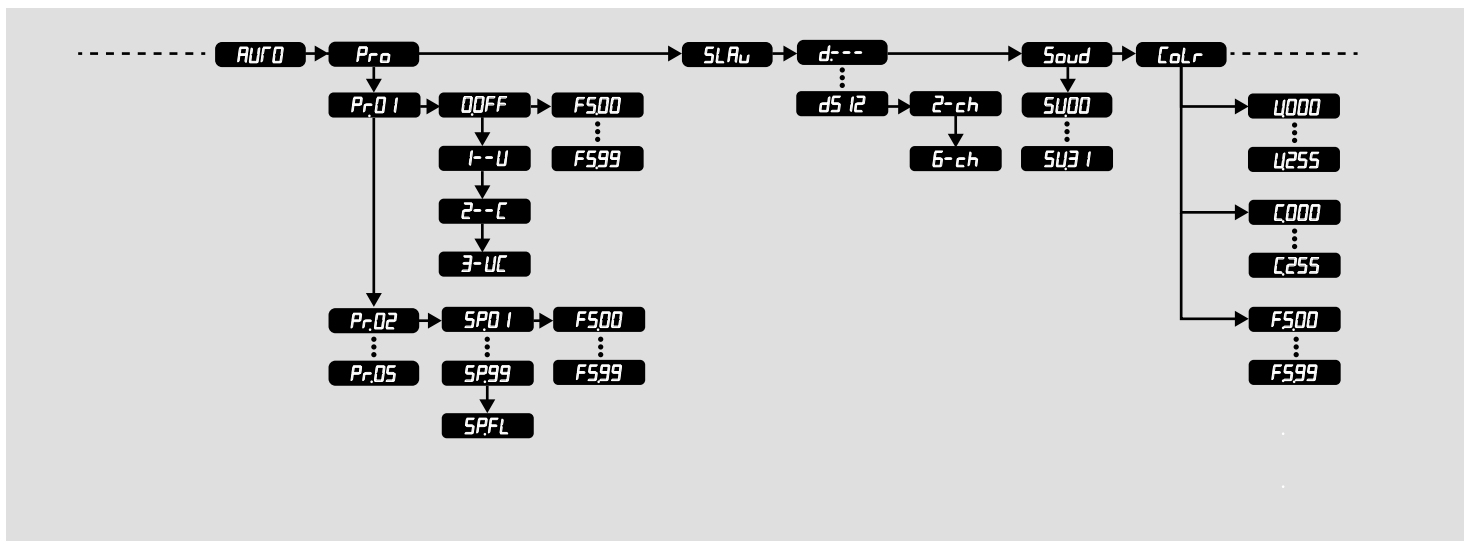 AUTO Pro SLAv d.--- Soud CoLr
Pr.01 0.OFF FS.00 dS12 2-ch SU.00 U.000
1--U FS.99 6-ch SU.31 U.255
2--C C.000
3-UC C.255
Pr.02 SP.01 FS.00 FS.00
Pr.05 SP.99 FS.99 FS.99
SP.FL